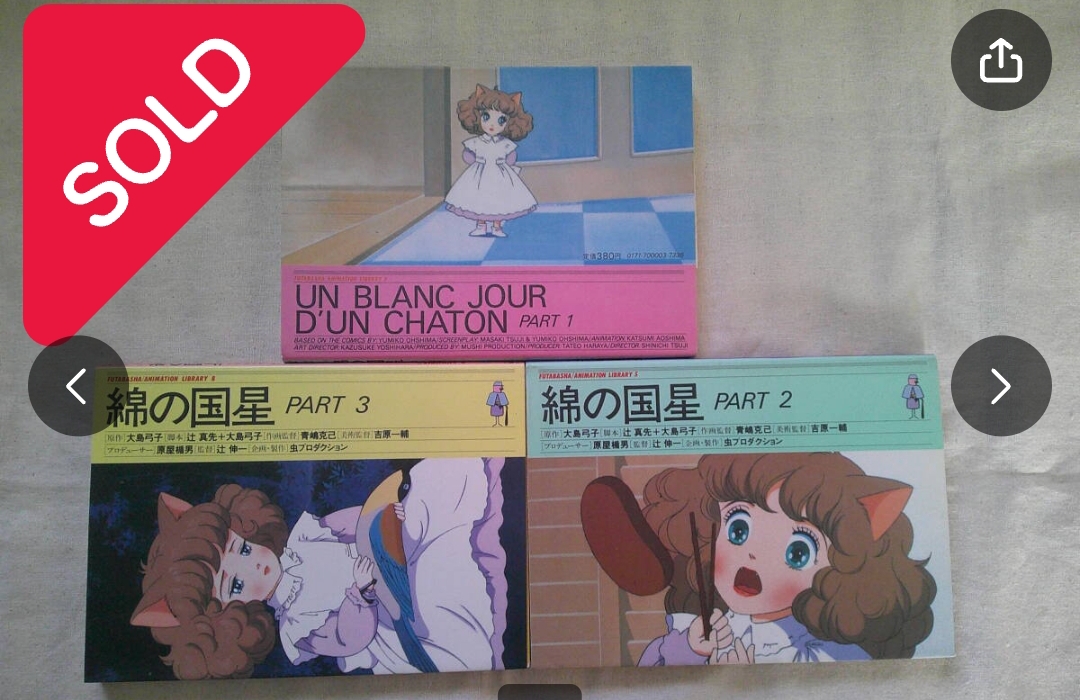 SOLD
定価380円 0171-700003-7339
FUTABASHA/ANIMATION LIBRARY
UN BLANC JOUR
D'UN CHATON PART 1
BASED ON THE COMICS BY: YUMIKO OHSHIMA/SCREENPLAY: MASAKI TSUJI & YUMIKO OHSHIMA/ANIMATION: KATSUMI AOSHIMA
ART DIRECTOR: KAZUSUKE YOSHIHARA/PRODUCED BY: MUSHI PRODUCTION/PRODUCER: TATEO HARAYA/DIRECTOR: SHINICHI TSUJI
FUTABASHA/ANIMATION LIBRARY
綿の国星 PART 3
原作 大島弓子 脚本 辻 真先+大島弓子 作画監督 青嶋克己 美術監督 吉原一輔
プロデューサー 原屋楯男 監督 辻 伸一 企画・製作 虫プロダクション
FUTABASHA/ANIMATION LIBRARY 5
綿の国星 PART 2
原作 大島弓子 脚本 辻 真先+大島弓子 作画監督 青嶋克己 美術監督 吉原一輔
プロデューサー 原屋楯男 監督 辻 伸一 企画・製作 虫プロダクション